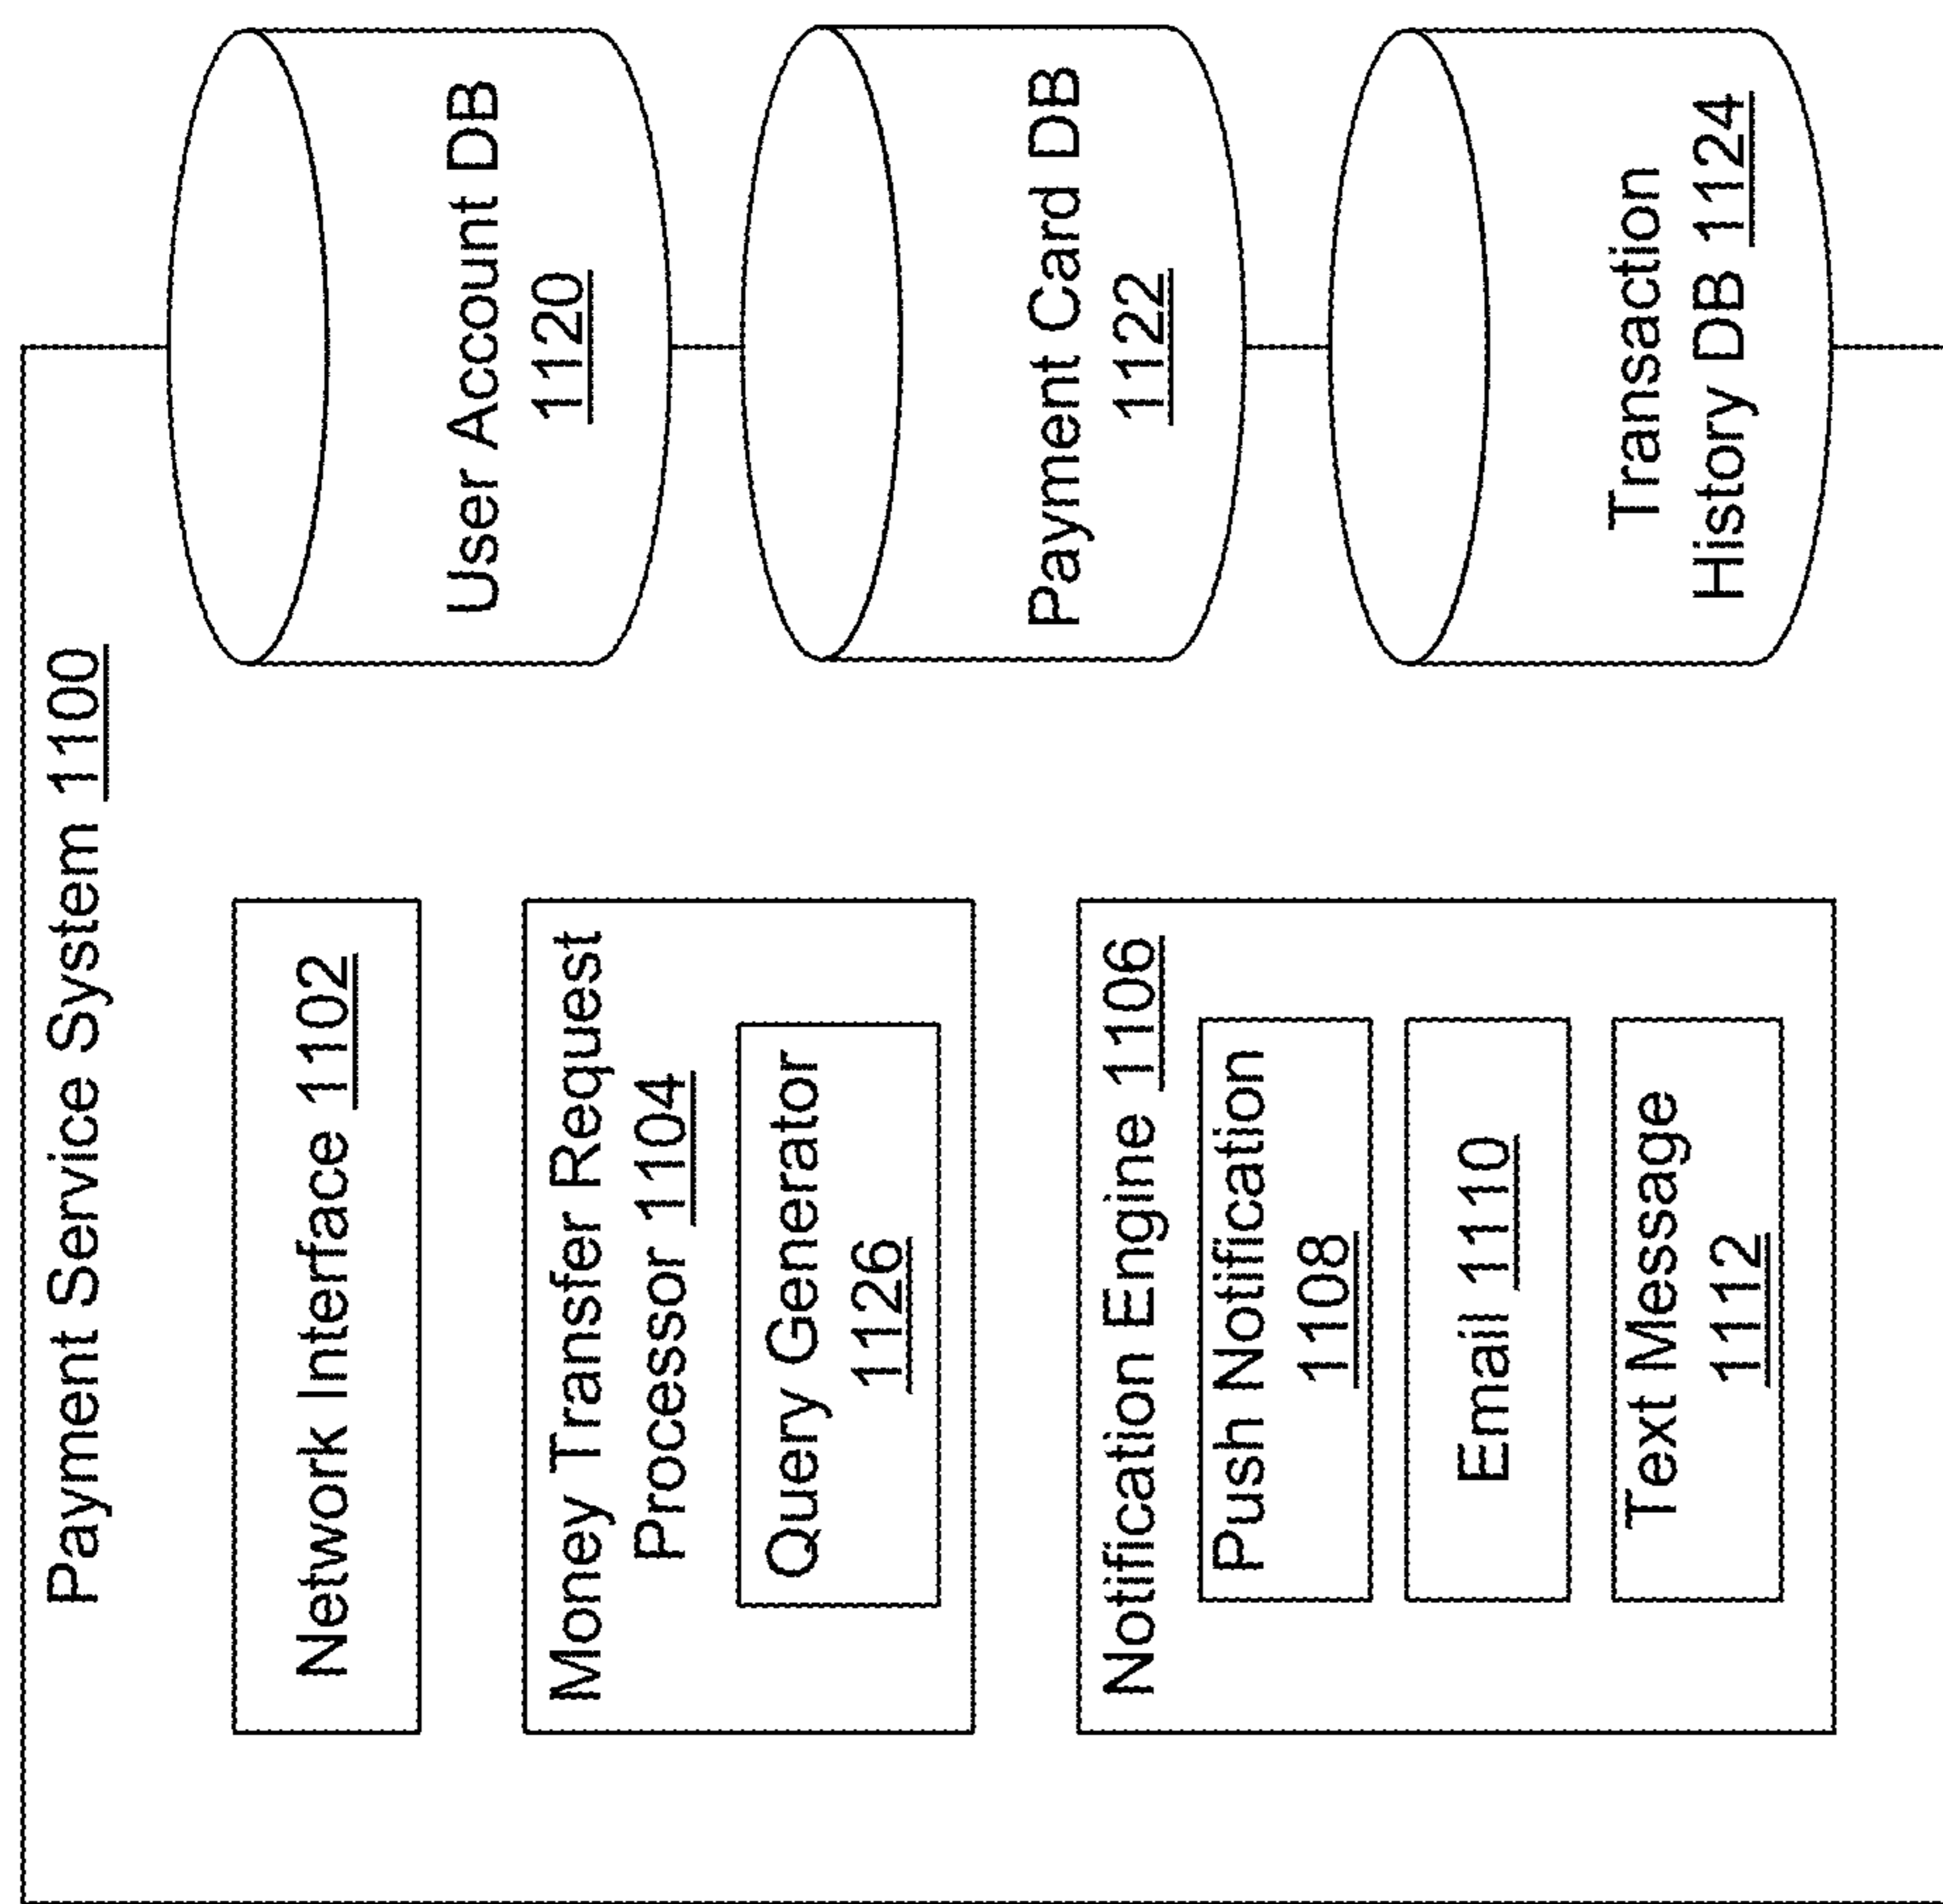 Payment Service System 1100
Network Interface 1102
Money Transfer Request
Processor 1104
Query Generator
1126
Notification Engine 1106
Push Notification
1108
Email 1110
Text Message
1112
User Account DB
1120
Payment Card DB
1122
Transaction
History DB 1124